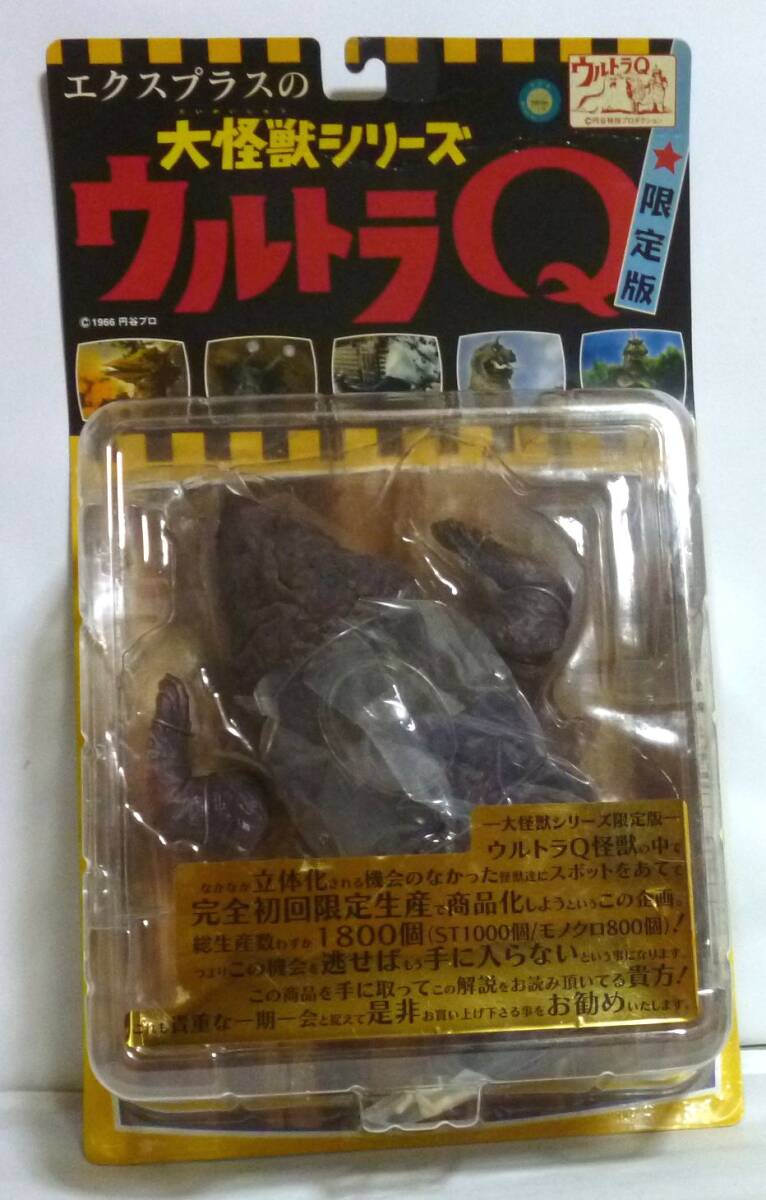 エクスプラスの
ウルトラQ
©円谷特技プロダクション
だいかいじゅう
大怪獣シリーズ
ウルトラQ
★限定版
©1966 円谷プロ
―大怪獣シリーズ限定版―
ウルトラQ怪獣の中で
なかなか立体化される機会のなかった怪獣達にスポットをあてて
完全初回限定生産で商品化しようというこの企画。
総生産数わずか1800個(ST1000個/モノクロ800個)!
つまりこの機会を逃せばもう手に入らないという事になります。
この商品を手に取ってこの解説をお読み頂いてる貴方!
これも貴重な一期一会と捉えて是非お買い上げ下さる事をお勧めいたします。